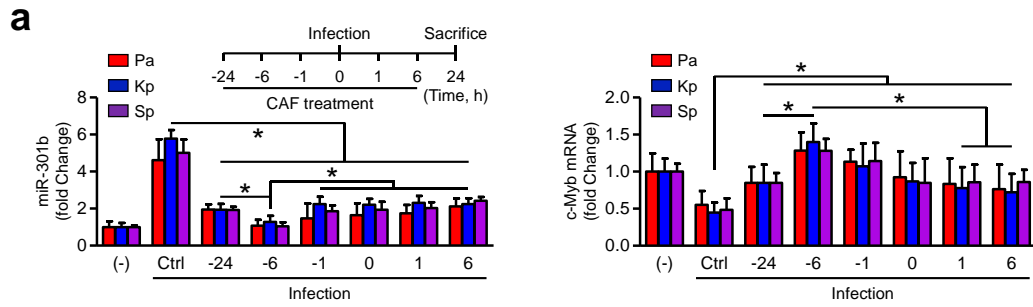 a
Infection
Sacrifice
-24 -6 -1 0 1 6 24
CAF treatment
(Time, h)
Pa
Kp
Sp
miR-301b
(fold Change)
8
6
4
2
0
*
*
*
(-) Ctrl -24 -6 -1 0 1 6
Infection
Pa
Kp
Sp
c-Myb mRNA
(fold Change)
2.0
1.5
1.0
0.5
0.0
*
*
*
(-) Ctrl -24 -6 -1 0 1 6
Infection